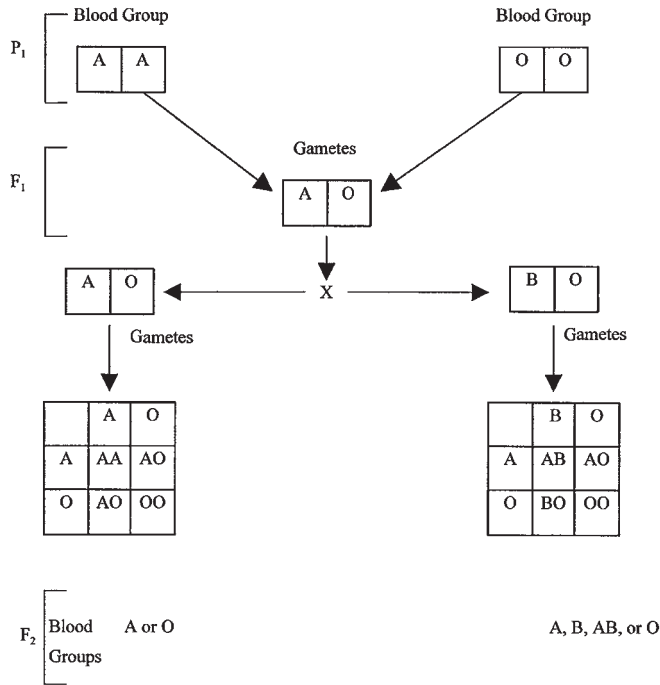 Blood Group Blood Group
P₁
A A O O
Gametes
F₁
A O
A O X B O
Gametes Gametes
A O B O
A AA AO A AB AO
O AO OO O BO OO
F₂ Blood A or O A, B, AB, or O
Groups